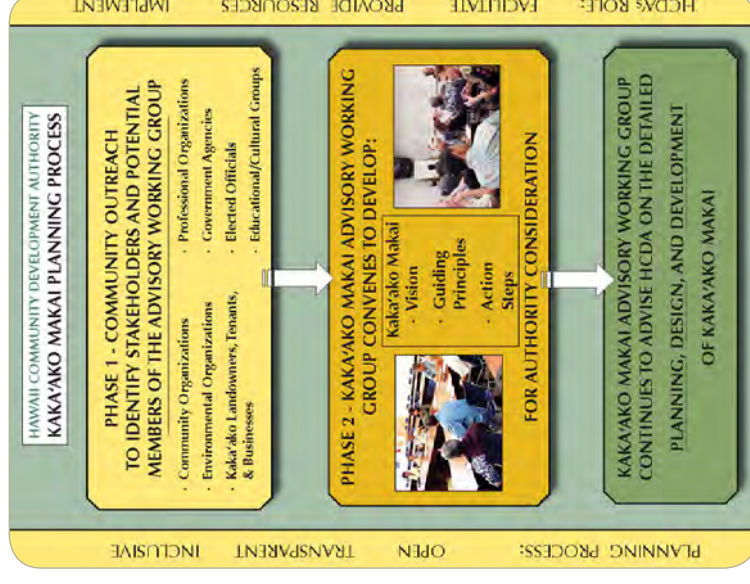 HAWAII COMMUNITY DEVELOPMENT AUTHORITY
KAKA'AKO MAKAI PLANNING PROCESS
PLANNING PROCESS: OPEN TRANSPARENT INCLUSIVE
PHASE 1 - COMMUNITY OUTREACH
TO IDENTIFY STAKEHOLDERS AND POTENTIAL
MEMBERS OF THE ADVISORY WORKING GROUP
· Community Organizations
· Environmental Organizations
· Kaka'ako Landowners, Tenants,
& Businesses
· Professional Organizations
· Government Agencies
· Elected Officials
· Educational/Cultural Groups
PHASE 2 - KAKA'AKO MAKAI ADVISORY WORKING
GROUP CONVENES TO DEVELOP:
Kaka'ako Makai
· Vision
· Guiding
Principles
· Action
Steps
FOR AUTHORITY CONSIDERATION
KAKA'AKO MAKAI ADVISORY WORKING GROUP
CONTINUES TO ADVISE HCDA ON THE DETAILED
PLANNING, DESIGN, AND DEVELOPMENT
OF KAKA'AKO MAKAI
HCDA's ROLE: FACILITATE PROVIDE RESOURCES IMPLEMENT